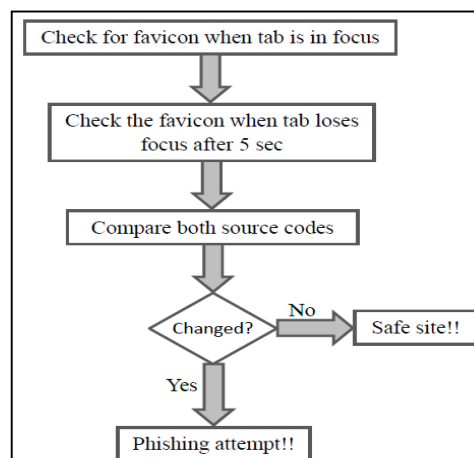 Check for favicon when tab is in focus
Check the favicon when tab loses
focus after 5 sec
Compare both source codes
Changed?
No
Safe site!!
Yes
Phishing attempt!!